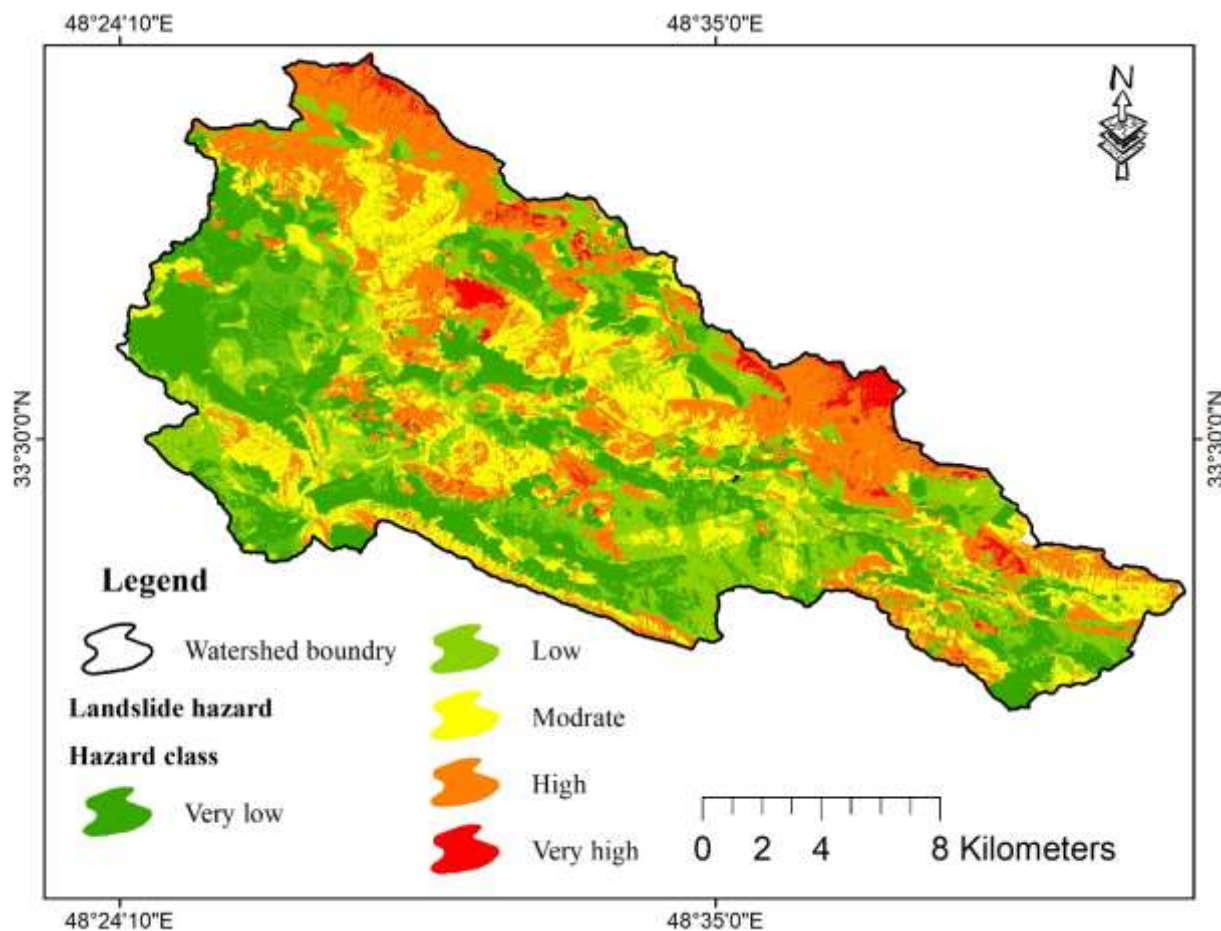 48°24'10"E 48°35'0"E
N
33°30'0"N
33°30'0"N
Legend
Watershed boundry
Landslide hazard
Hazard class
Very low
Low
Modrate
High
Very high
0 2 4 8 Kilometers
48°24'10"E 48°35'0"E